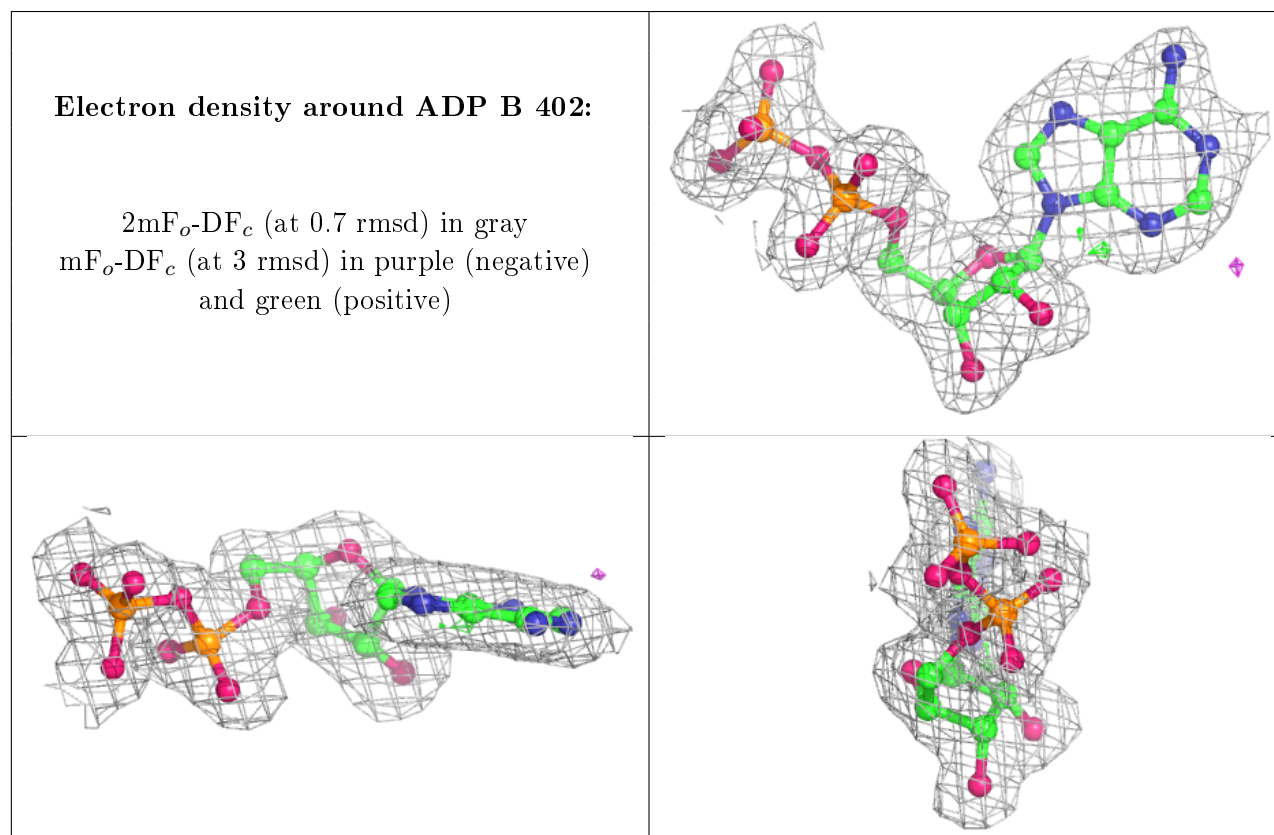 Electron density around ADP B 402:
2mFₒ-DF𝒸 (at 0.7 rmsd) in gray
mFₒ-DF𝒸 (at 3 rmsd) in purple (negative)
and green (positive)